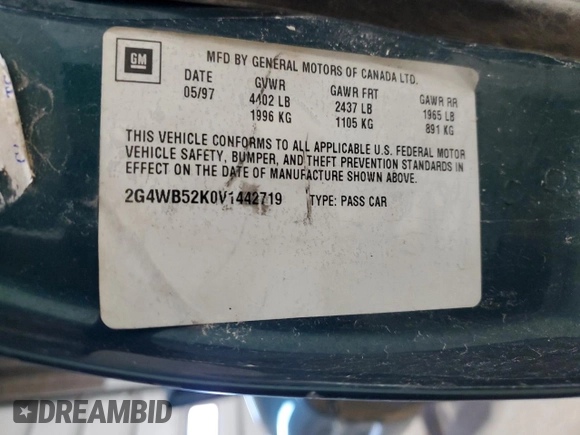 GM
MFD BY GENERAL MOTORS OF CANADA LTD.
DATE GVWR GAWR FRT GAWR RR
05/97 4402 LB 2437 LB 1965 LB
1996 KG 1105 KG 891 KG
THIS VEHICLE CONFORMS TO ALL APPLICABLE U.S. FEDERAL MOTOR
VEHICLE SAFETY, BUMPER, AND THEFT PREVENTION STANDARDS IN
EFFECT ON THE DATE OF MANUFACTURE SHOWN ABOVE.
2G4WB52K0V1442719 TYPE: PASS CAR
DREAMBID